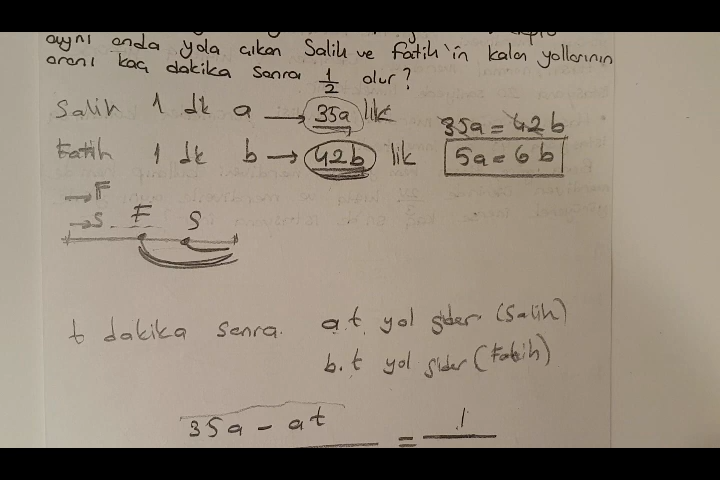 aynı anda yola çıkan Salih ve Fatih'in kalan yollarının
oranı kaç dakika sonra 1/2 olur?
Salih 1 dk a → 35a lık
35a = 42b
Fatih 1 dk b → 42b lik
5a = 6b
→ F
→ S F S
t dakika sonra. a.t yol gider (Salih)
b.t yol gider (Fatih)
35a - at = 1